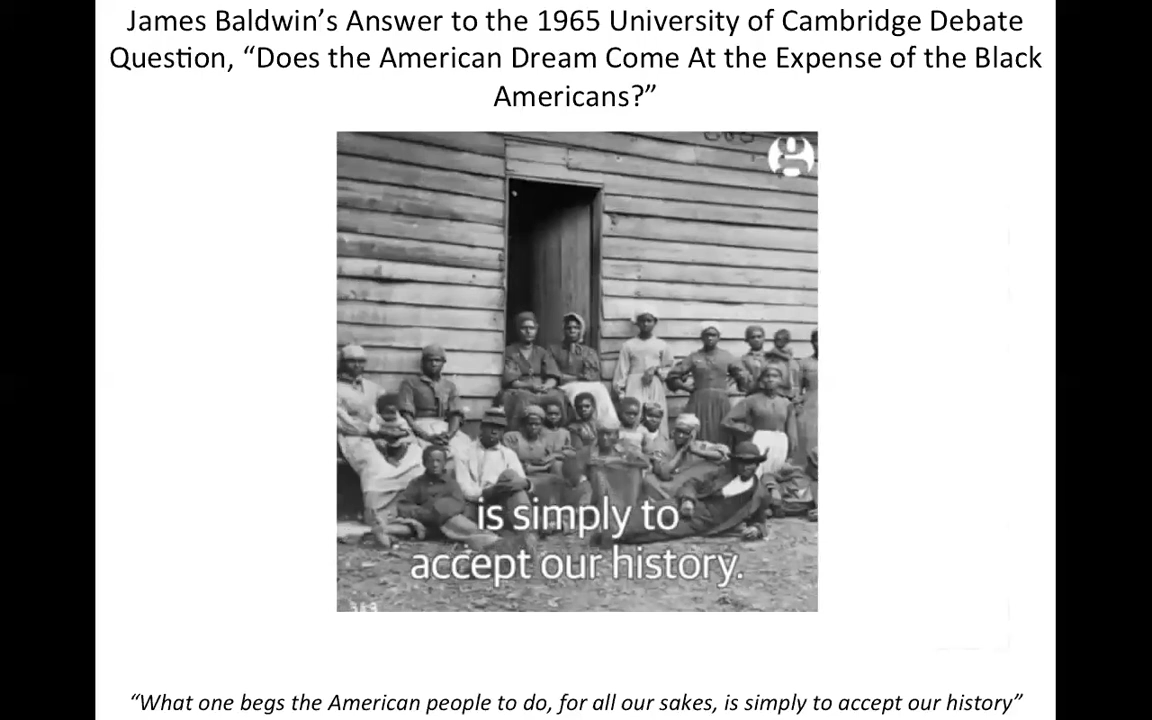 James Baldwin’s Answer to the 1965 University of Cambridge Debate
Question, “Does the American Dream Come At the Expense of the Black
Americans?”
is simply to
accept our history.
“What one begs the American people to do, for all our sakes, is simply to accept our history”